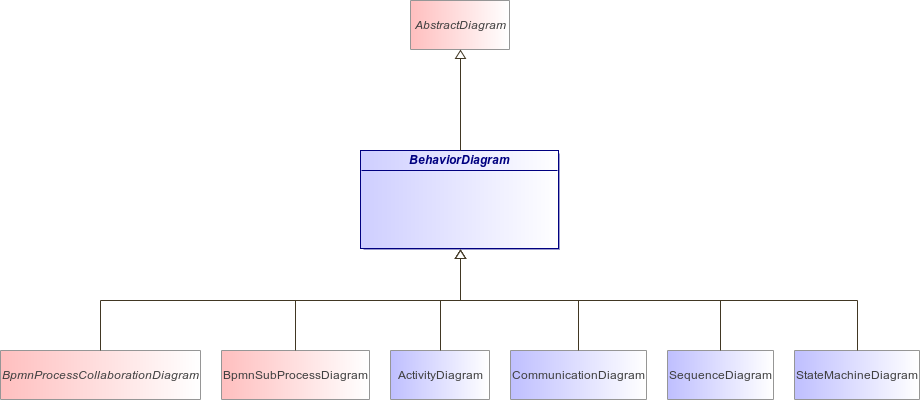 AbstractDiagram
BehaviorDiagram
BpmnProcessCollaborationDiagram
BpmnSubProcessDiagram
ActivityDiagram
CommunicationDiagram
SequenceDiagram
StateMachineDiagram